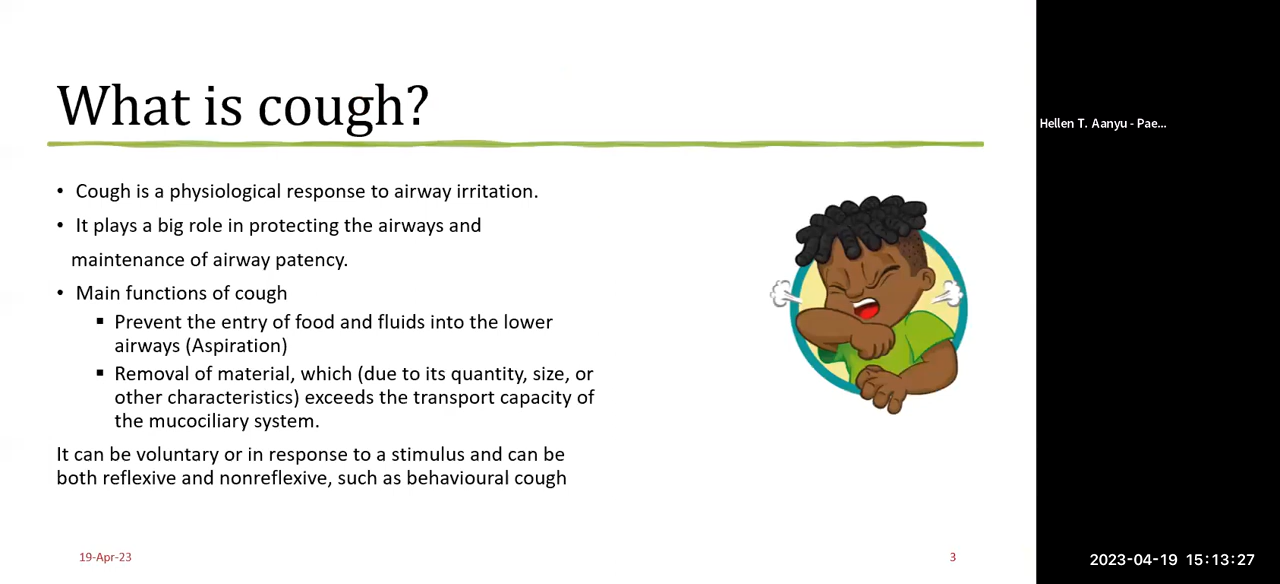 What is cough?
• Cough is a physiological response to airway irritation.
• It plays a big role in protecting the airways and
maintenance of airway patency.
• Main functions of cough
▪ Prevent the entry of food and fluids into the lower
airways (Aspiration)
▪ Removal of material, which (due to its quantity, size, or
other characteristics) exceeds the transport capacity of
the mucociliary system.
It can be voluntary or in response to a stimulus and can be
both reflexive and nonreflexive, such as behavioural cough
19-Apr-23
3
Hellen T. Aanyu - Pae...
2023-04-19 15:13:27